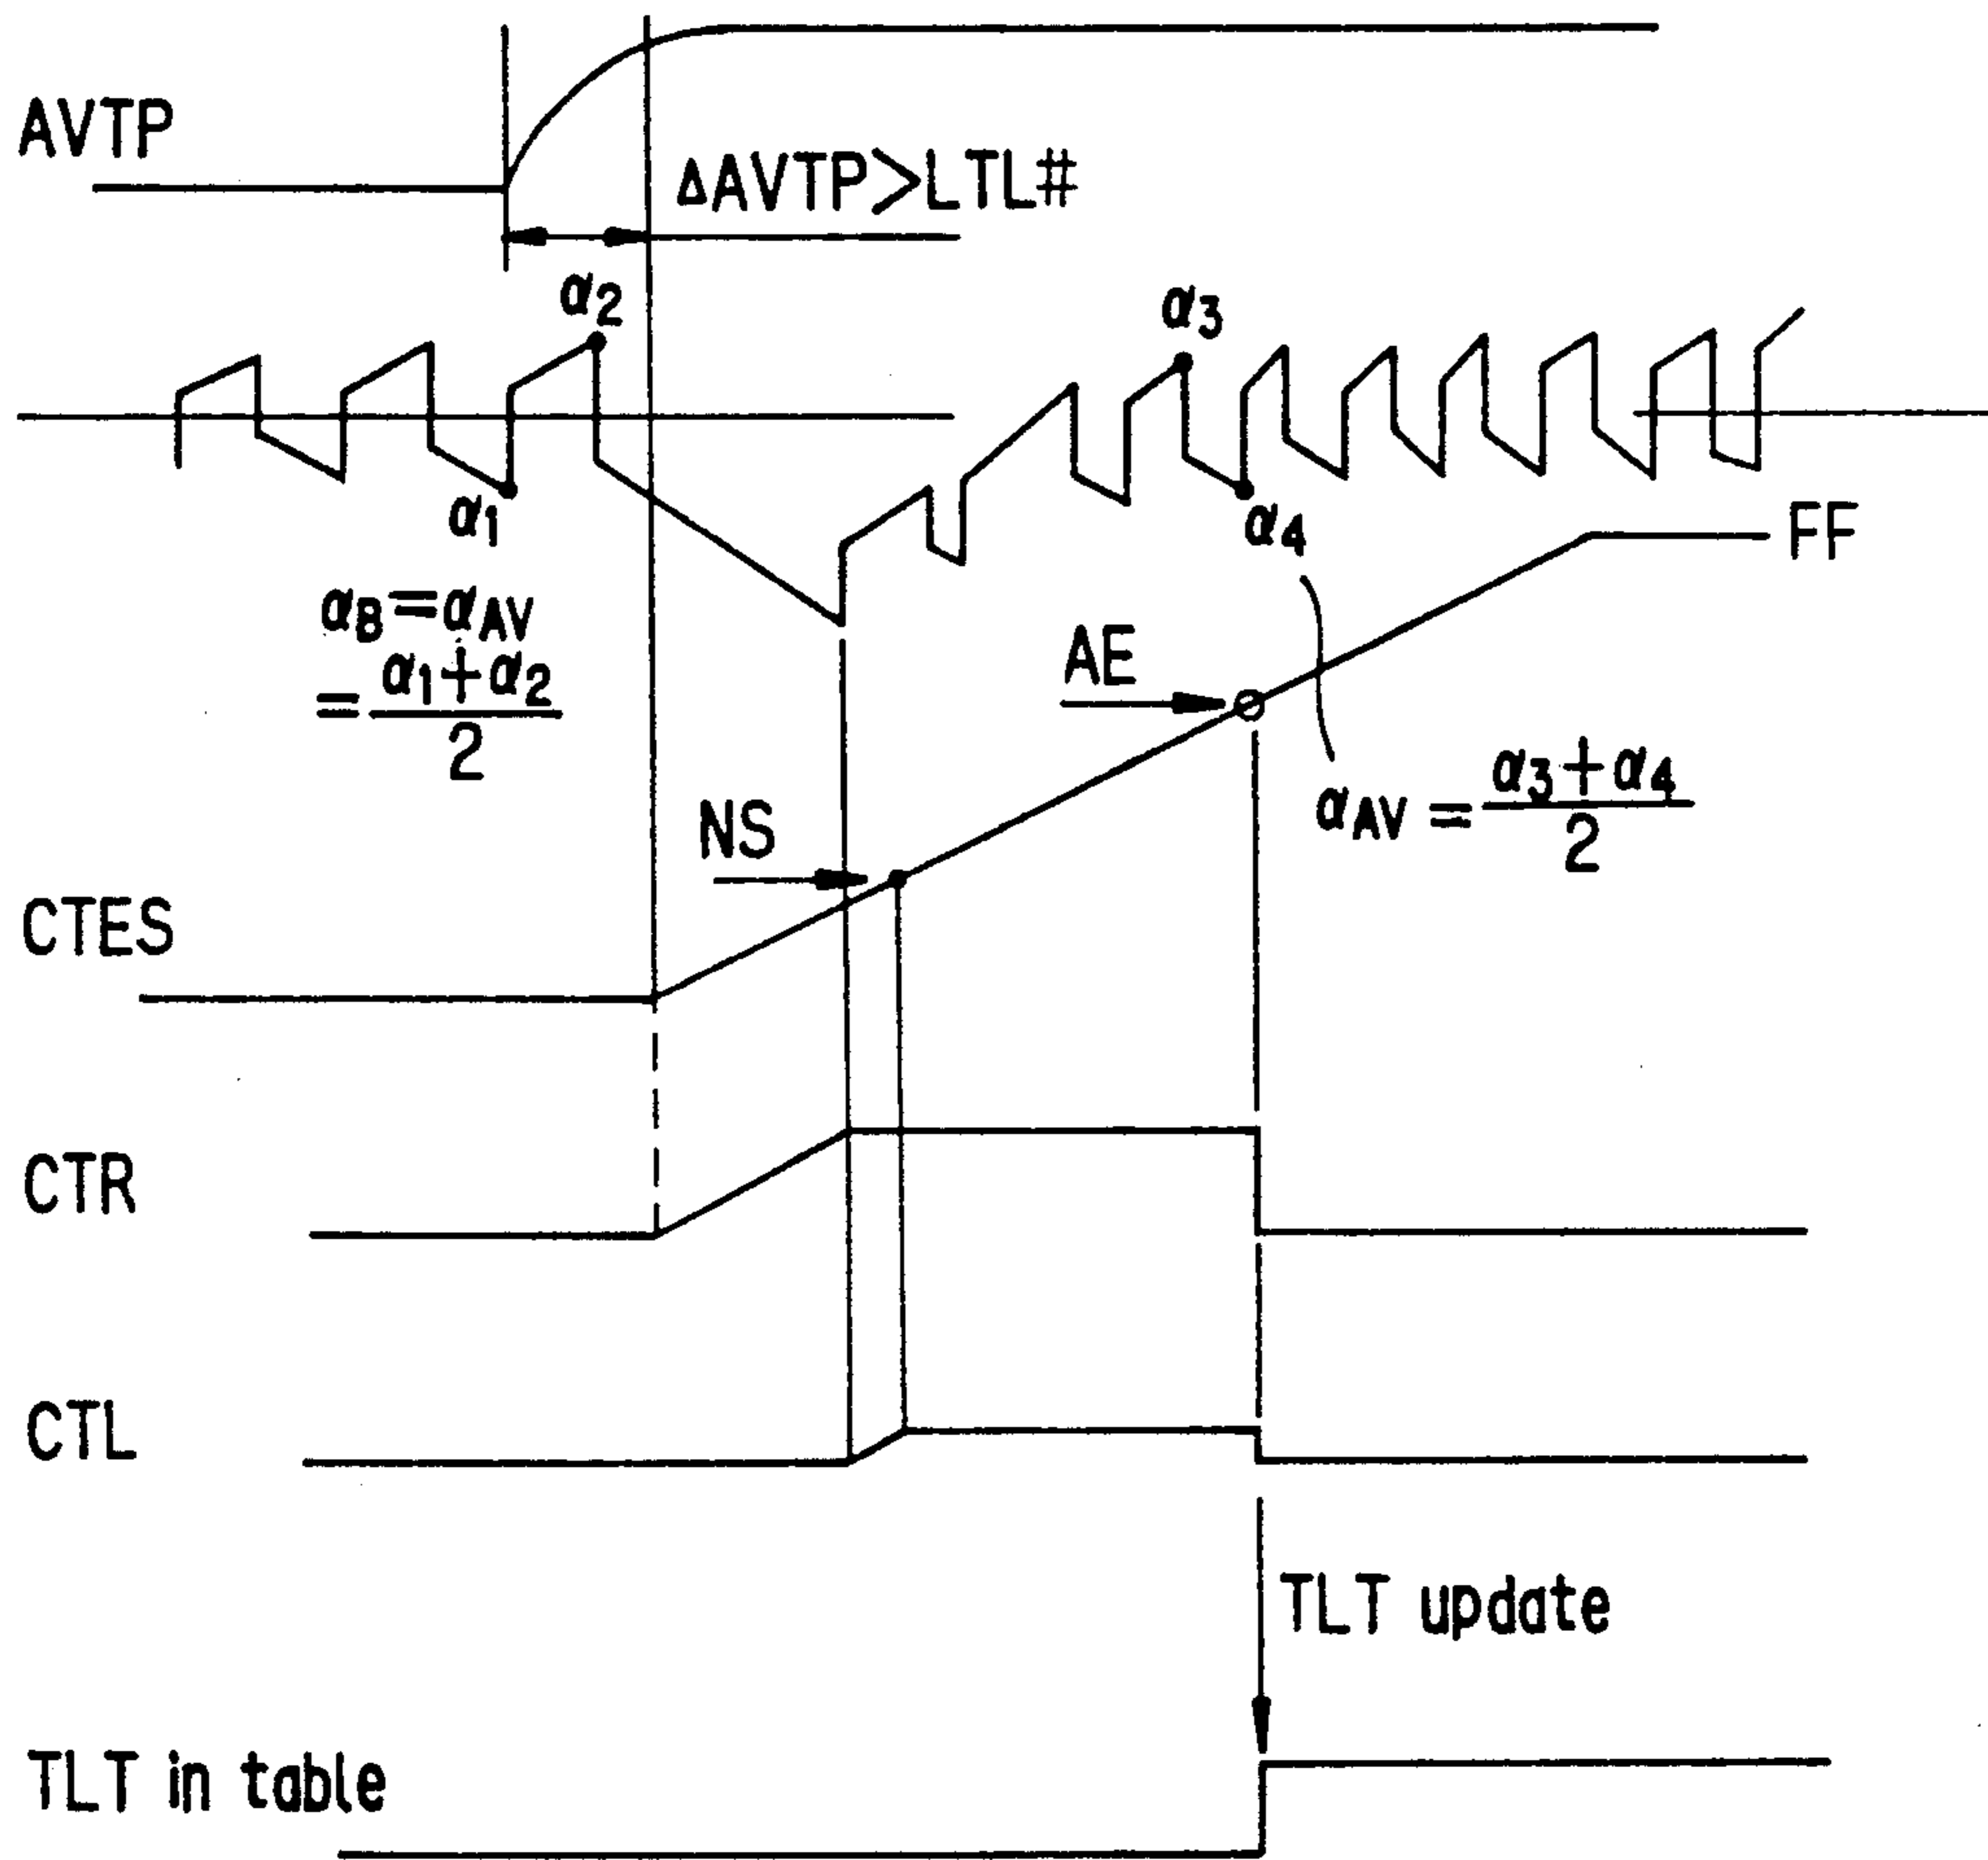 AVTP
ΔAVTP>LTL#
α2
α3
α1
α4
FF
αB=αAV
=α1+α2
2
AE
αAV=α3+α4
2
NS
CTES
CTR
CTL
TLT update
TLT in table